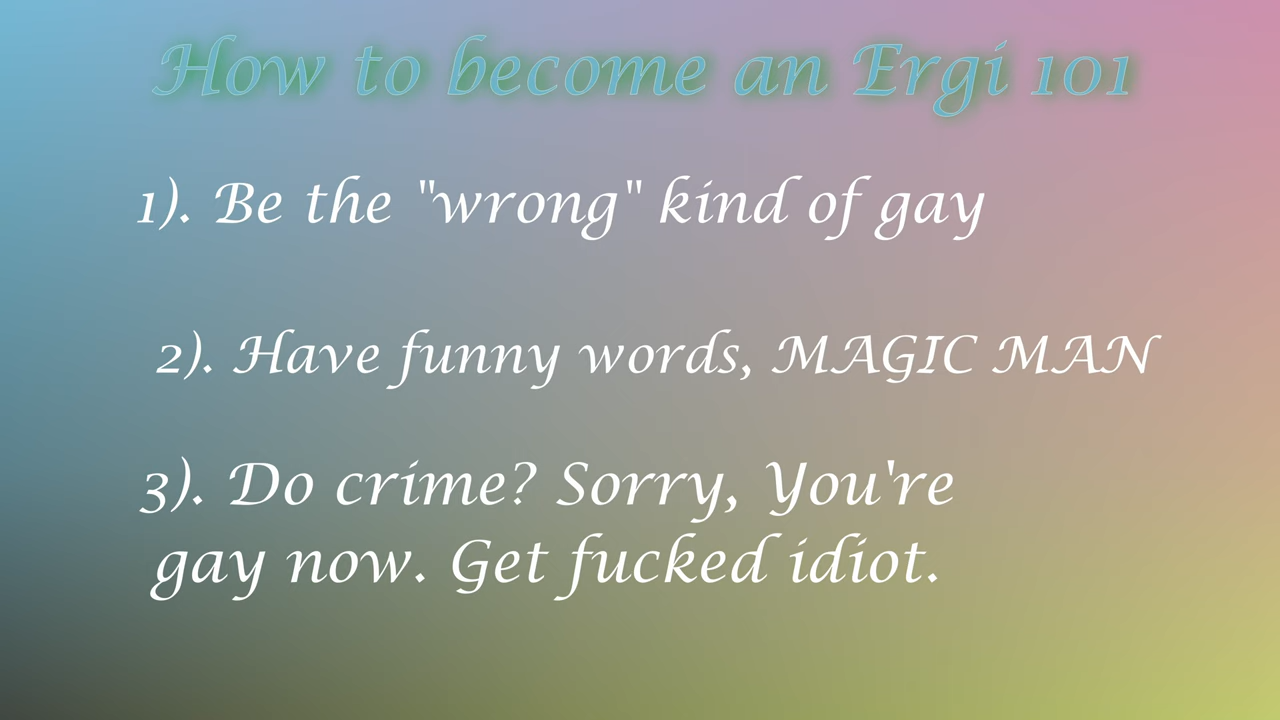 How to become an Ergi 101
1). Be the "wrong" kind of gay
2). Have funny words, MAGIC MAN
3). Do crime? Sorry, You're
gay now. Get fucked idiot.